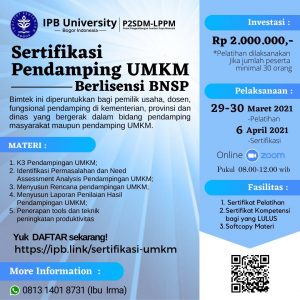 IPB University
Bogor Indonesia
P2SDM-LPPM
Sertifikasi
Pendamping UMKM
Berlisensi BNSP
Bimtek ini diperuntukkan bagi pemilik usaha, dosen,
fungsional pendamping di kementerian, provinsi dan
dinas yang bergerak dalam bidang pendamping
masyarakat maupun pendamping UMKM.
MATERI :
1. K3 Pendampingan UMKM;
2. Identifikasi Permasalahan dan Need
Assessment Analysis Pendampingan UMKM;
3. Menyusun Rencana pendampingan UMKM;
4. Menyusun Laporan Penilaian Hasil
Pendampingan UMKM;
5. Penerapan tools dan teknik
peningkatan produktivitas
Yuk DAFTAR sekarang!
https://ipb.link/sertifikasi-umkm
More Information :
0813 1401 8731 (Ibu Irma)
Investasi :
Rp 2.000.000,-
*Pelatihan dilaksanakan
Jika jumlah peserta
minimal 30 orang
Pelaksanaan :
29-30 Maret 2021
-Pelatihan
6 April 2021
-Sertifikasi
Online zoom
Pukul 08.00-12.00 wib
Fasilitas :
1. Sertifikat Pelatihan
2. Sertifikat Kompetensi
bagi yang LULUS
3. Softcopy Materi